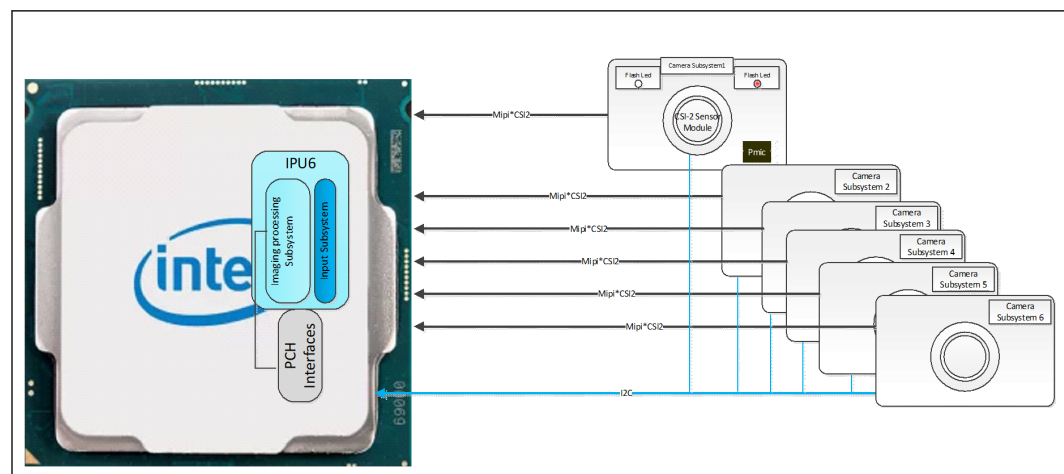 Camera Subsystem1
Flash Led
Flash Led
CSI-2 Sensor
Module
Pmic
Mipi*CSI2
Camera
Subsystem 2
Mipi*CSI2
Camera
Subsystem 3
Mipi*CSI2
Camera
Subsystem 4
Mipi*CSI2
Camera
Subsystem 5
Mipi*CSI2
Camera
Subsystem 6
Mipi*CSI2
I2C
IPU6
Imaging processing
Subsystem
Input Subsystem
PCH
Interfaces
inte